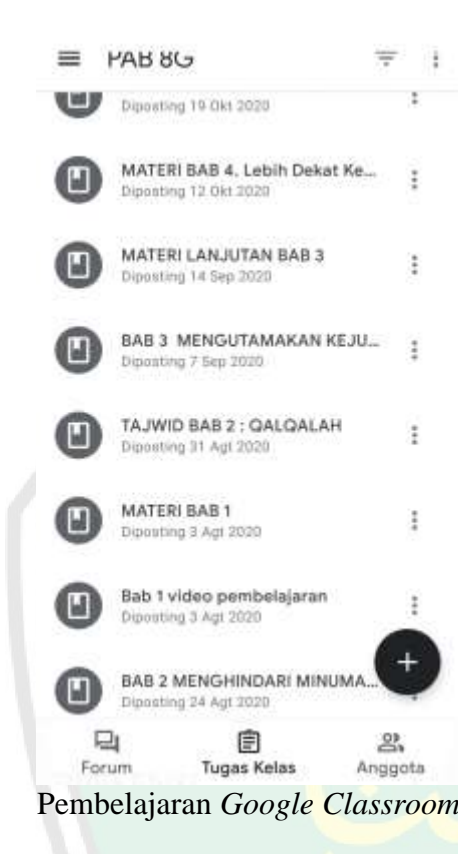 PAB 8G
Diposting 19 Okt 2020
MATERI BAB 4. Lebih Dekat Ke...
Diposting 12 Okt 2020
MATERI LANJUTAN BAB 3
Diposting 14 Sep 2020
BAB 3 MENGUTAMAKAN KEJU...
Diposting 7 Sep 2020
TAJWID BAB 2 : QALQALAH
Diposting 31 Agt 2020
MATERI BAB 1
Diposting 3 Agt 2020
Bab 1 video pembelajaran
Diposting 3 Agt 2020
BAB 2 MENGHINDARI MINUMA...
Diposting 24 Agt 2020
Forum Tugas Kelas Anggota
Pembelajaran Google Classroom